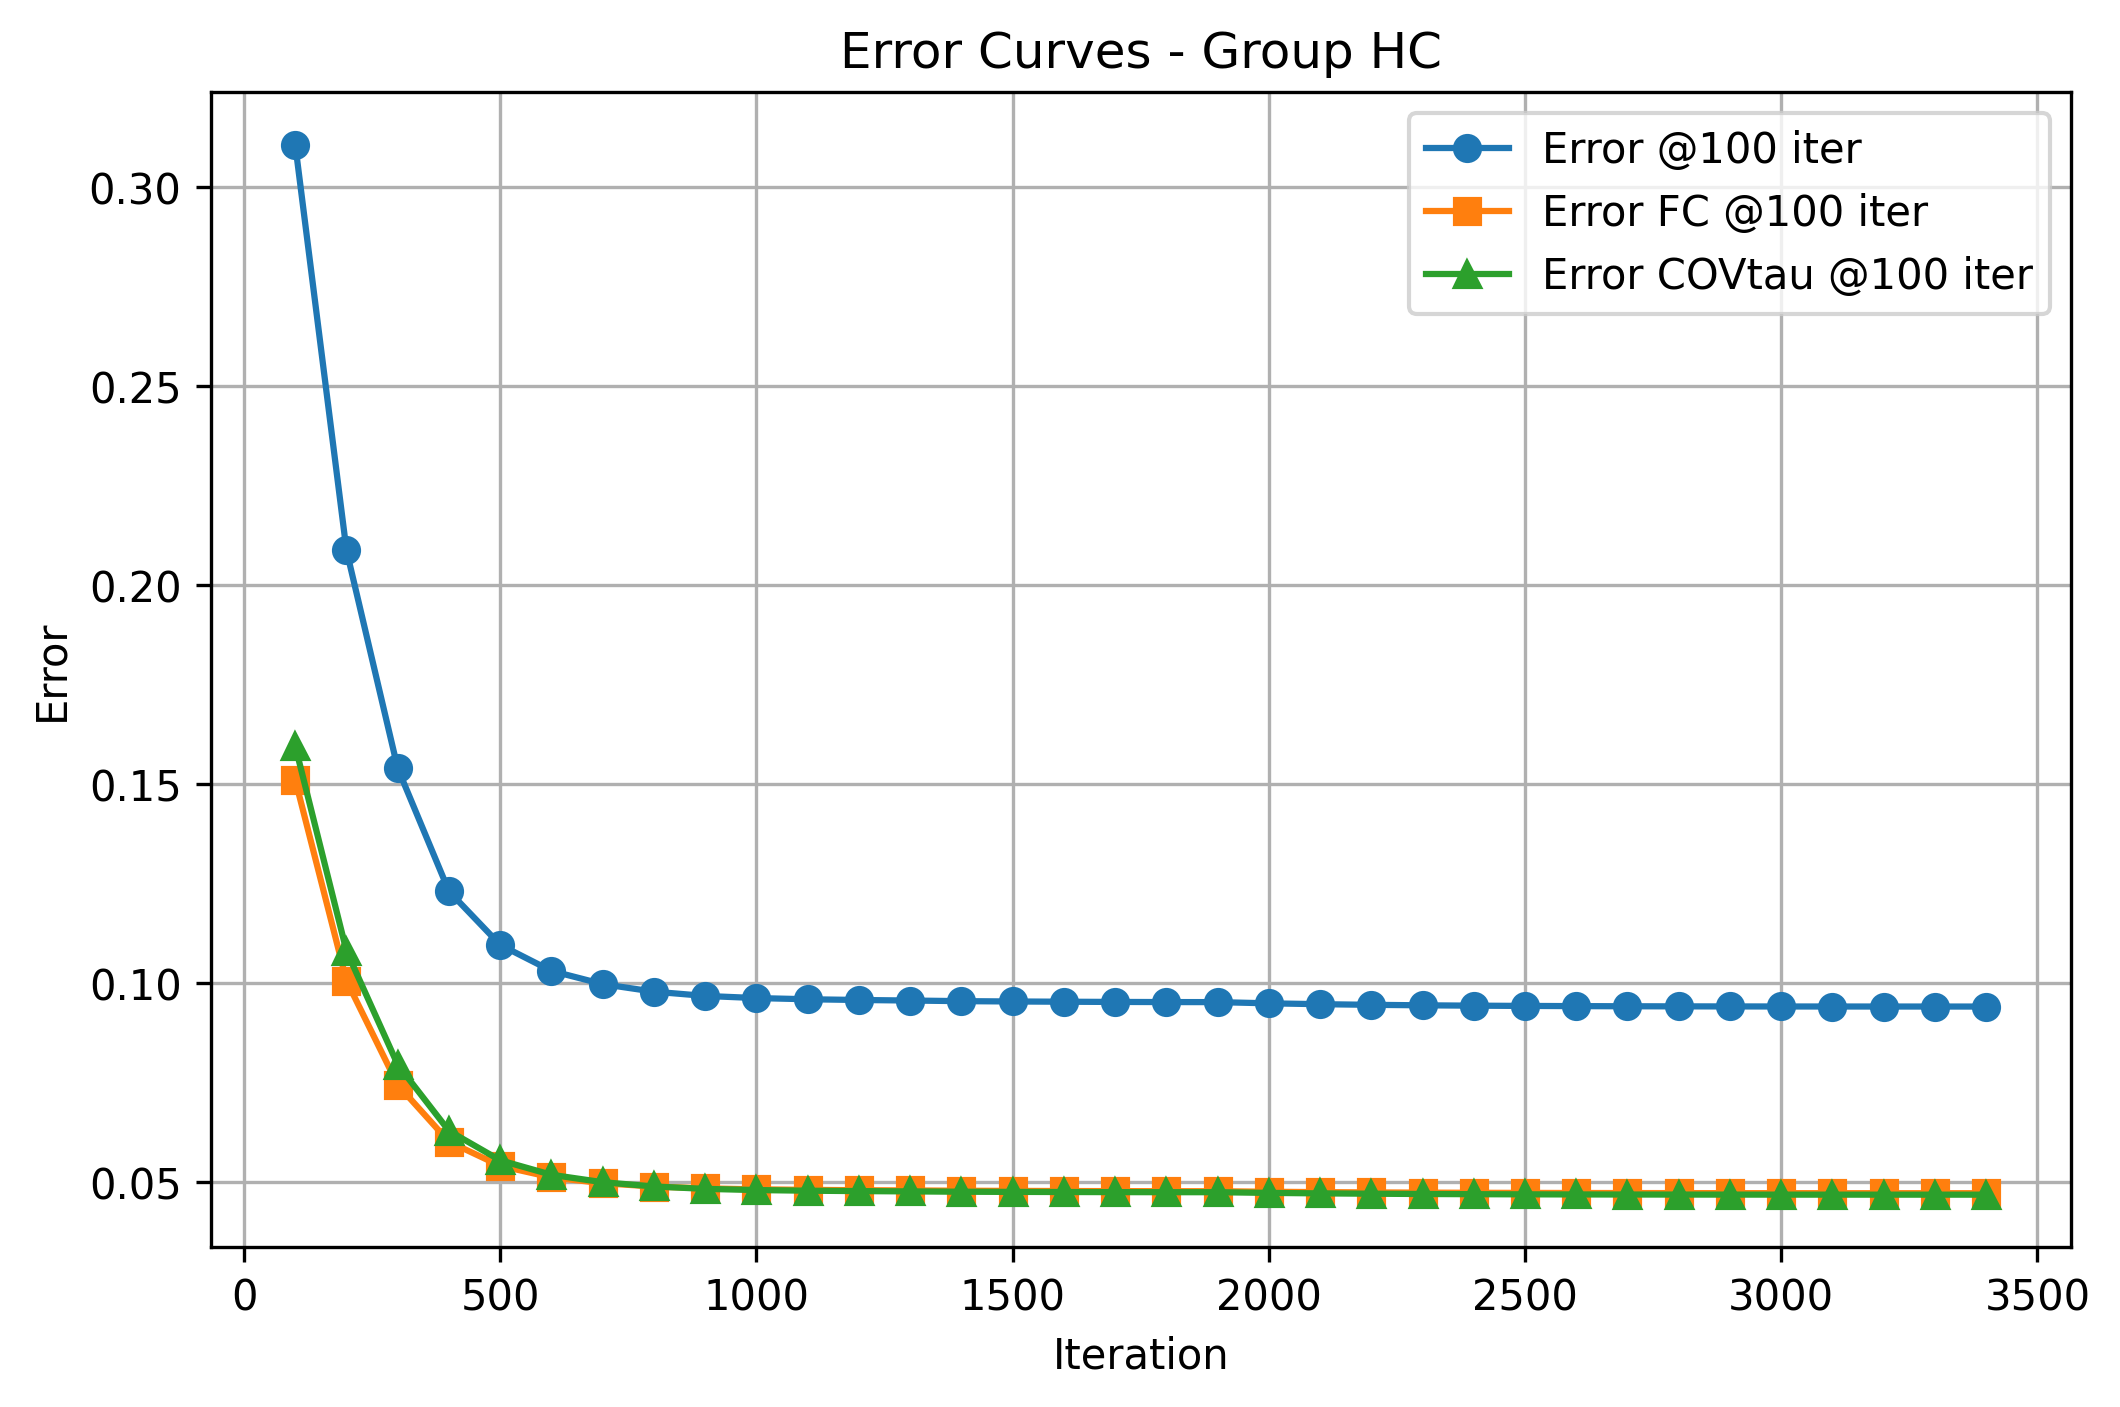 Error Curves - Group HC
Error @100 iter
Error FC @100 iter
Error COVtau @100 iter
0.30
0.25
0.20
0.15
0.10
0.05
Error
0 500 1000 1500 2000 2500 3000 3500
Iteration